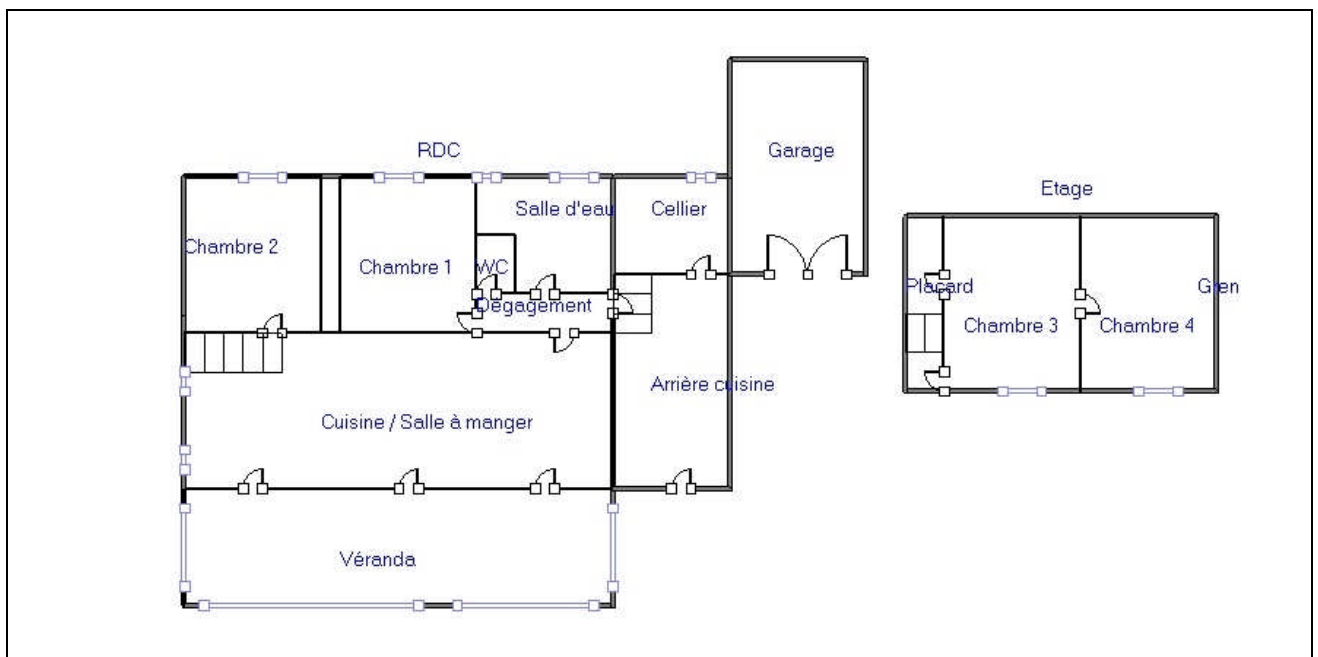 RDC
Garage
Etage
Salle d'eau
Cellier
Chambre 2
Chambre 1
WC
Placard
Gren
Dégagement
Chambre 3
Chambre 4
Arrière cuisine
Cuisine / Salle à manger
Véranda